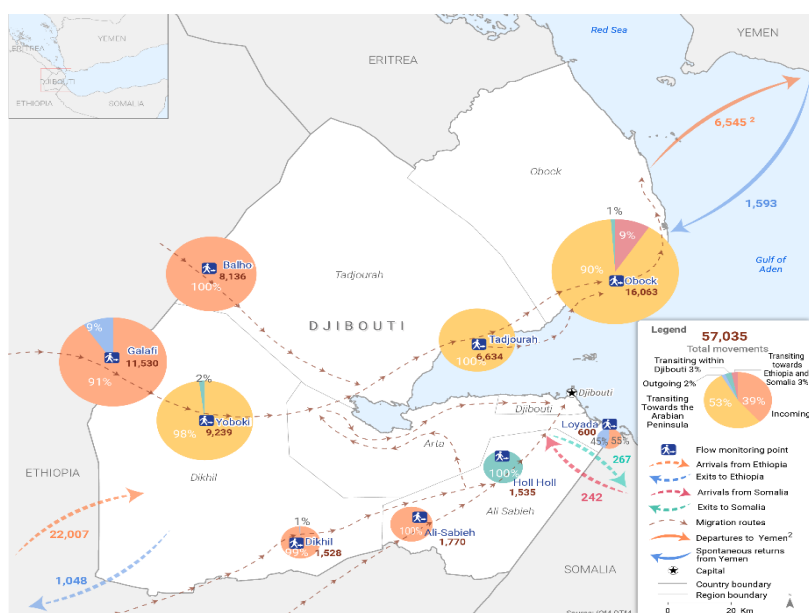 ERITREA
YEMEN
DJIBOUTI
ETHIOPIA
SOMALIA
Red Sea
YEMEN
ERITREA
6,545 ²
Obock
1,593
1%
9%
90%
Obock
16,063
Gulf of
Aden
Balho
8,136
100%
Tadjourah
DJIBOUTI
9%
Galafi
11,530
91%
Tadjourah
6,634
100%
2%
Yoboki
9,239
98%
Djibouti
Djibouti
Loyada
600
45%
55%
Arta
267
242
ETHIOPIA
Dikhil
100%
Holl Holl
1,535
Ali Sabieh
22,007
1%
Dikhil
99%
1,528
100%
Ali-Sabieh
1,770
1,048
SOMALIA
Legend
57,035
Total movements
Transiting within
Djibouti 3%
Transiting
towards
Ethiopia and
Somalia 3%
Outgoing 2%
Transiting
Towards the
Arabian
Peninsula
53%
39%
Incoming
Flow monitoring point
Arrivals from Ethiopia
Exits to Ethiopia
Arrivals from Somalia
Exits to Somalia
Migration routes
Departures to Yemen²
Spontaneous returns
from Yemen
Capital
Country boundary
Region boundary
0 20 Km